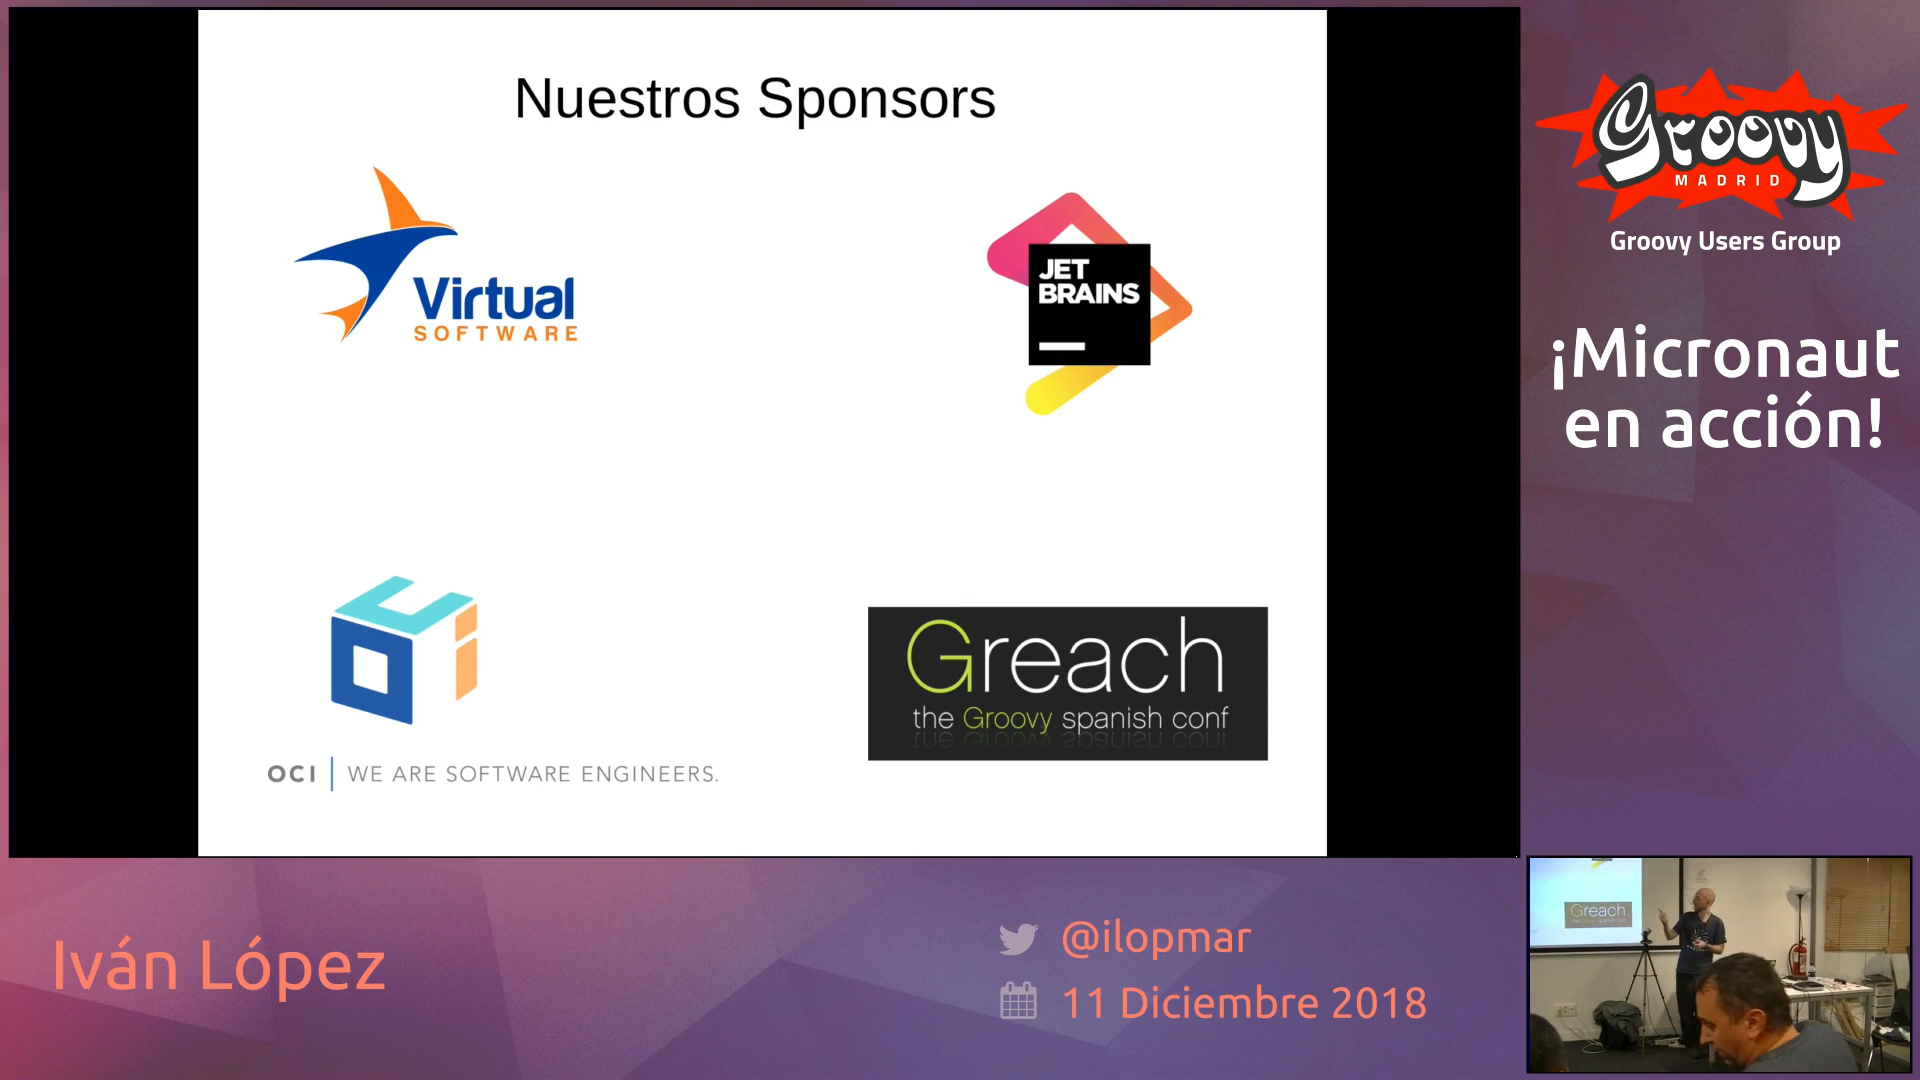 Nuestros Sponsors
Virtual
SOFTWARE
JET
BRAINS
OCI | WE ARE SOFTWARE ENGINEERS.
Greach
the Groovy spanish conf
Groovy
MADRID
Groovy Users Group
¡Micronaut
en acción!
Iván López
@ilopmar
11 Diciembre 2018
Greach